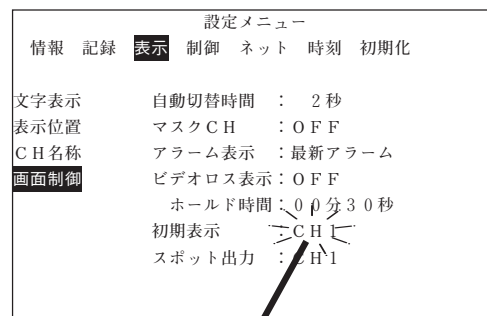 設定メニュー
情報 記録 表示 制御 ネット 時刻 初期化
文字表示 自動切替時間 : 2秒
表示位置 マスクCH :OFF
CH名称 アラーム表示 :最新アラーム
画面制御 ビデオロス表示:OFF
ホールド時間:00分30秒
初期表示 :CH1
スポット出力 :CH1